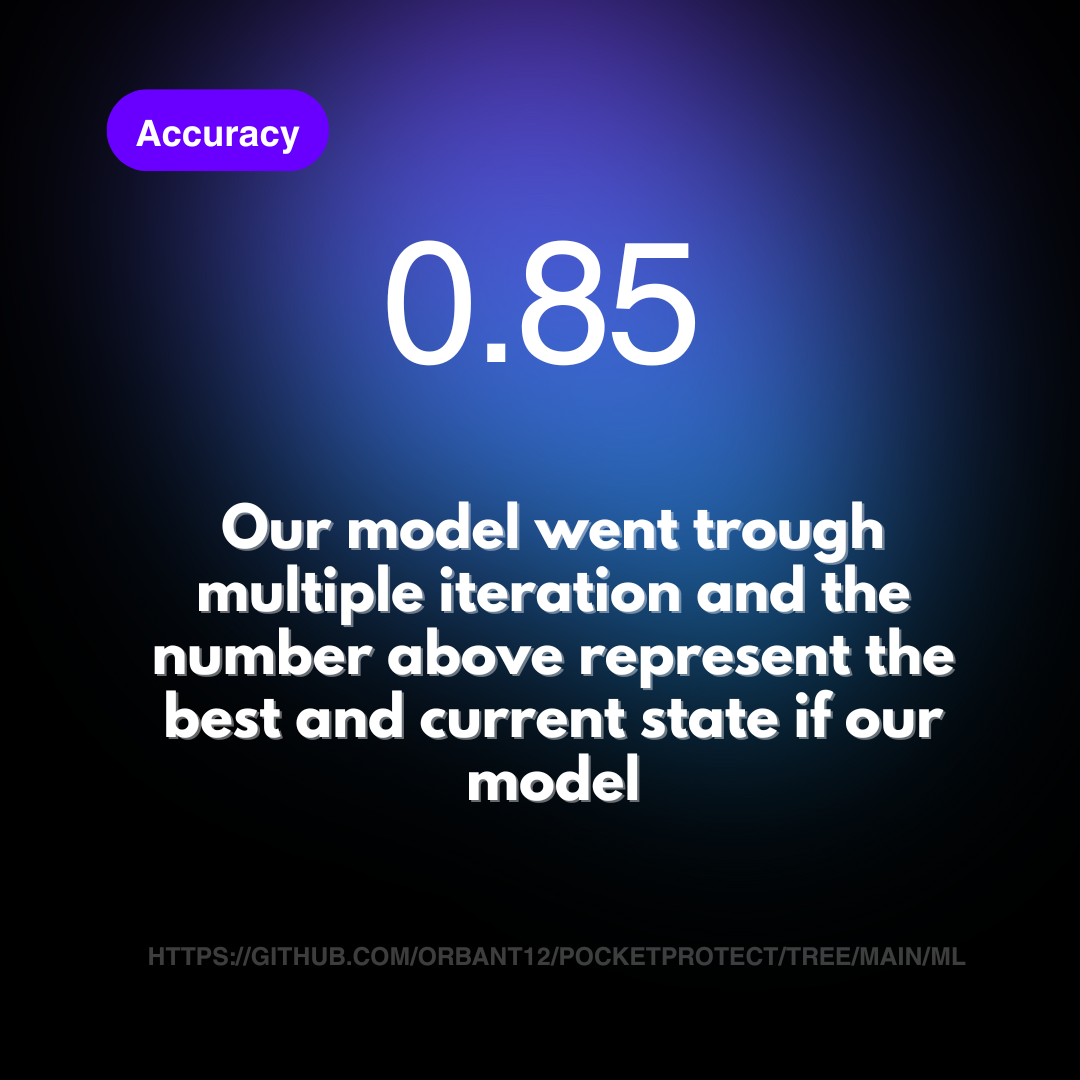 Accuracy
0.85
Our model went trough
multiple iteration and the
number above represent the
best and current state if our
model
HTTPS://GITHUB.COM/ORBANT12/POCKETPROTECT/TREE/MAIN/ML